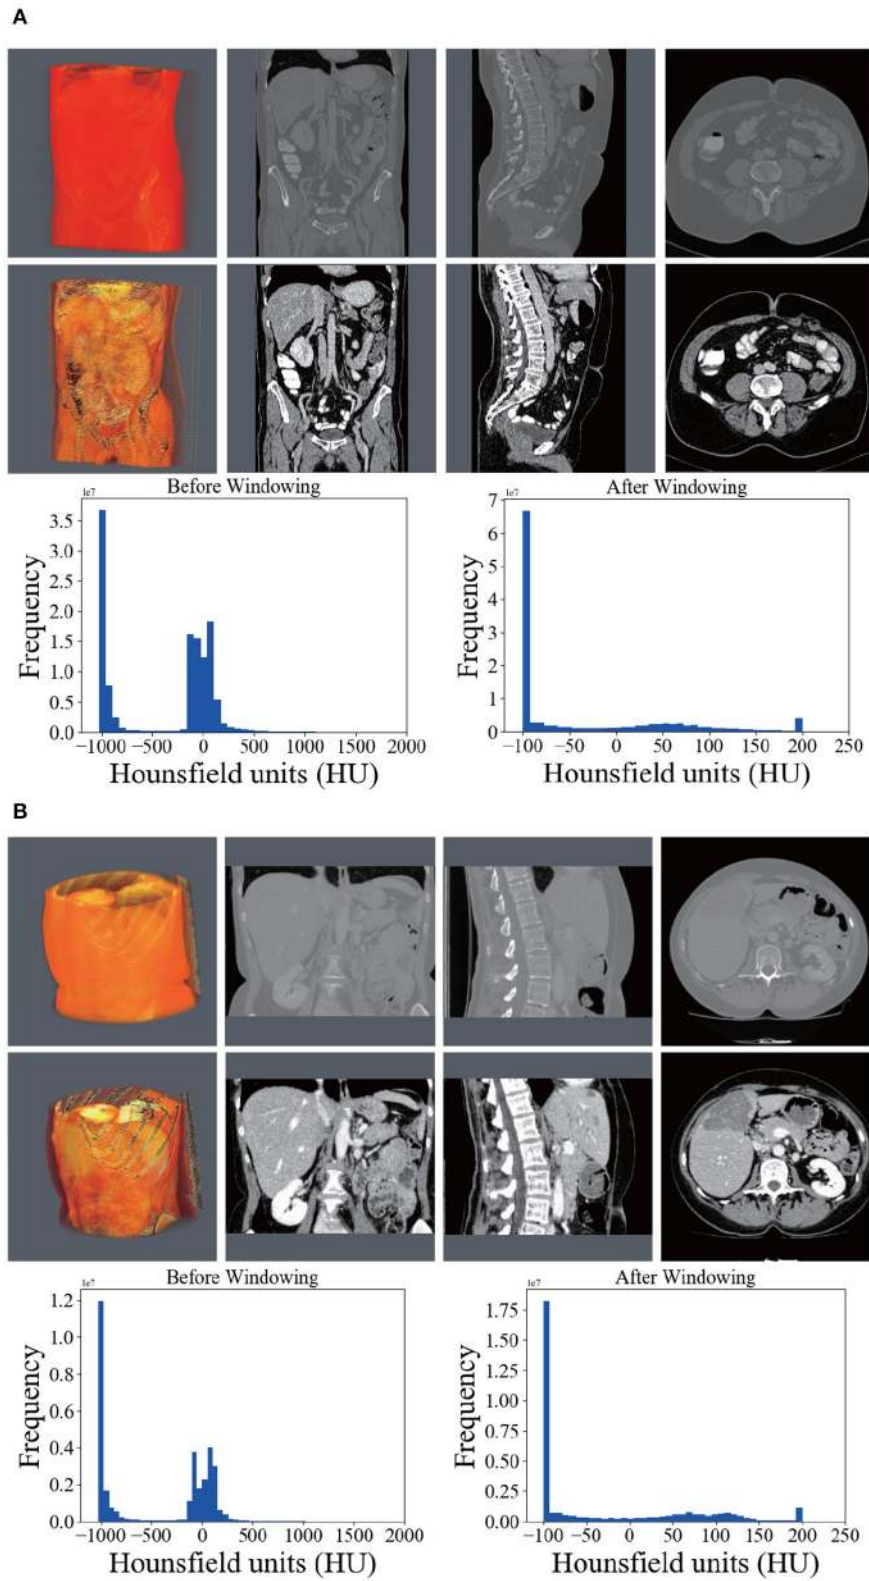 A
Before Windowing
After Windowing
1e7
3.5
3.0
2.5
2.0
1.5
1.0
0.5
0.0
Frequency
−1000 −500 0 500 1000 1500 2000
Hounsfield units (HU)
1e7
7
6
5
4
3
2
1
0
Frequency
−100 −50 0 50 100 150 200 250
Hounsfield units (HU)
B
Before Windowing
After Windowing
1e7
1.2
1.0
0.8
0.6
0.4
0.2
0.0
Frequency
−1000 −500 0 500 1000 1500 2000
Hounsfield units (HU)
1e7
1.75
1.50
1.25
1.00
0.75
0.50
0.25
0.00
Frequency
−100 −50 0 50 100 150 200 250
Hounsfield units (HU)